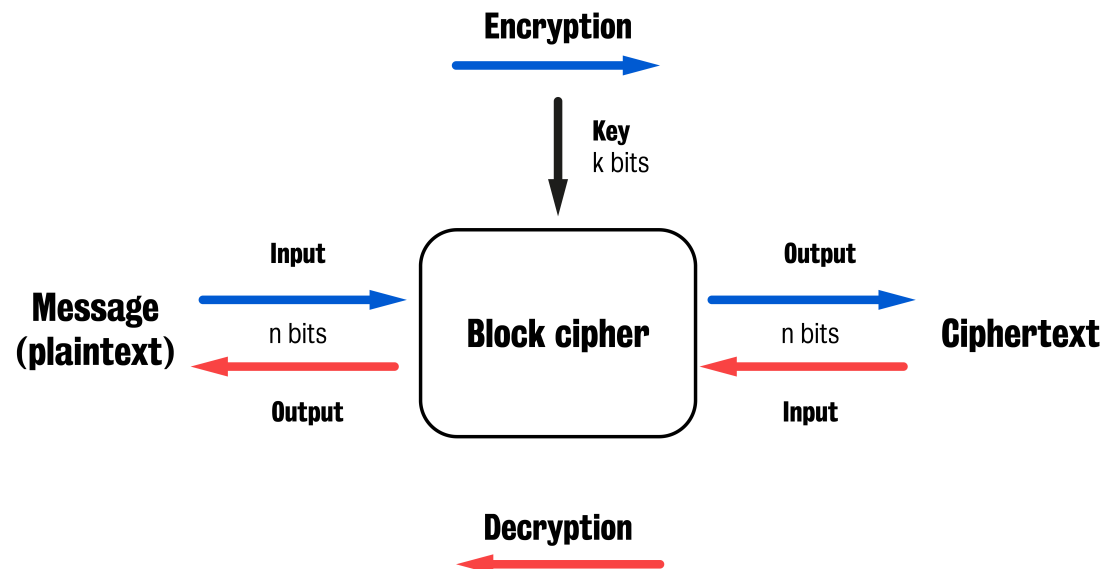 Encryption
Key
k bits
Input
Output
Message
(plaintext)
n bits
Block cipher
n bits
Ciphertext
Output
Input
Decryption